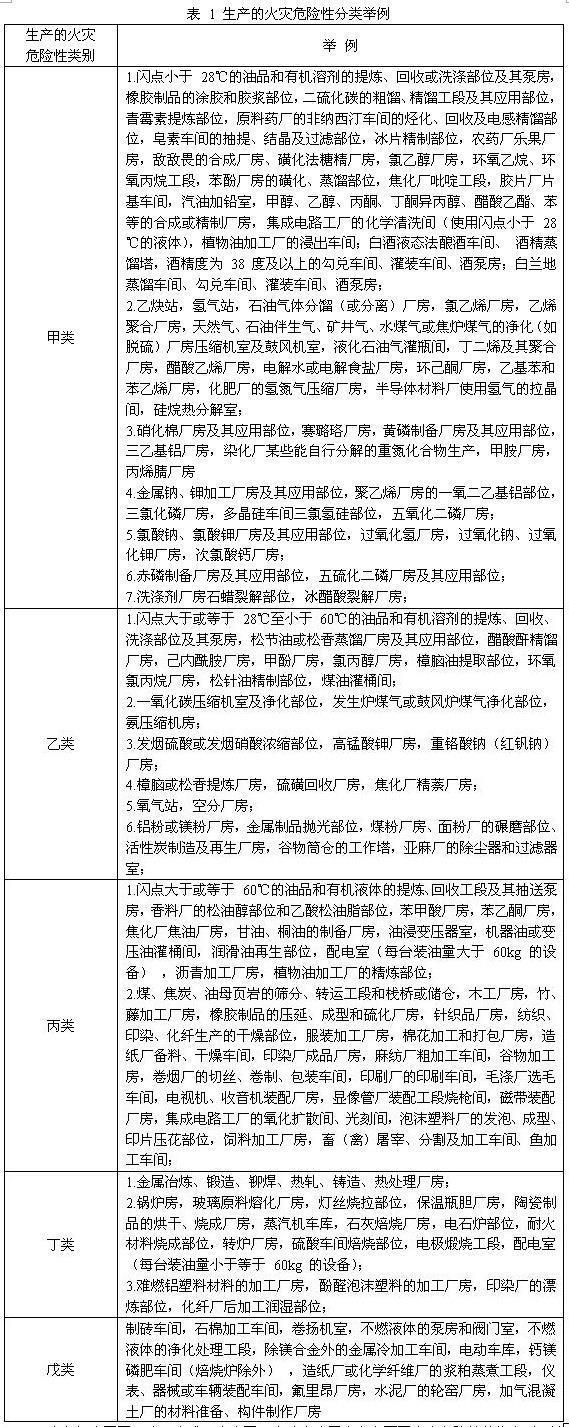 表 1 生产的火灾危险性分类举例
生产的火灾
危险性类别
举 例
甲类
1.闪点小于 28℃的油品和有机溶剂的提炼、回收或洗涤部位及其泵房，
橡胶制品的涂胶和胶浆部位，二硫化碳的粗馏、精馏工段及其应用部位，
青霉素提炼部位，原料药厂的非纳西汀车间的烃化、回收及电感精馏部
位，皂素车间的抽提、结晶及过滤部位，冰片精制部位，农药厂乐果厂
房，敌敌畏的合成厂房、磺化法糖精厂房，氯乙醇厂房，环氧乙烷、环
氧丙烷工段，苯酚厂房的磺化、蒸馏部位，焦化厂吡啶工段，胶片厂片
基车间，汽油加铅室，甲醇、乙醇、丙酮、丁酮异丙醇、醋酸乙酯、苯
等的合成或精制厂房，集成电路工厂的化学清洗间（使用闪点小于 28
℃的液体），植物油加工厂的浸出车间；白酒液态法酿酒车间、 酒精蒸
馏塔，酒精度为 38 度及以上的勾兑车间、灌装车间、酒泵房；白兰地
蒸馏车间、勾兑车间、灌装车间、酒泵房；
2.乙炔站，氢气站，石油气体分馏（或分离）厂房，氯乙烯厂房，乙烯
聚合厂房，天然气、石油伴生气、矿井气、水煤气或焦炉煤气的净化（如
脱硫）厂房压缩机室及鼓风机室，液化石油气灌瓶间，丁二烯及其聚合
厂房，醋酸乙烯厂房，电解水或电解食盐厂房，环己酮厂房，乙基苯和
苯乙烯厂房，化肥厂的氢氮气压缩厂房，半导体材料厂使用氢气的拉晶
间，硅烷热分解室；
3.硝化棉厂房及其应用部位，赛璐珞厂房，黄磷制备厂房及其应用部位，
三乙基铝厂房，染化厂某些能自行分解的重氮化合物生产，甲胺厂房，
丙烯腈厂房
4.金属钠、钾加工厂房及其应用部位，聚乙烯厂房的一氧二乙基铝部位，
三氯化磷厂房，多晶硅车间三氯氢硅部位，五氧化二磷厂房；
5.氯酸钠、氯酸钾厂房及其应用部位，过氧化氢厂房，过氧化钠、过氧
化钾厂房，次氯酸钙厂房；
6.赤磷制备厂房及其应用部位，五硫化二磷厂房及其应用部位；
7.洗涤剂厂房石蜡裂解部位，冰醋酸裂解厂房；
乙类
1.闪点大于或等于 28℃至小于 60℃的油品和有机溶剂的提炼、回收、
洗涤部位及其泵房，松节油或松香蒸馏厂房及其应用部位，醋酸酐精馏
厂房，己内酰胺厂房，甲酚厂房，氯丙醇厂房，樟脑油提取部位，环氧
氯丙烷厂房，松针油精制部位，煤油灌桶间；
2.一氧化碳压缩机室及净化部位，发生炉煤气或鼓风炉煤气净化部位，
氨压缩机房；
3.发烟硫酸或发烟硝酸浓缩部位，高锰酸钾厂房，重铬酸钠（红钒钠）
厂房；
4.樟脑或松香提炼厂房，硫磺回收厂房，焦化厂精萘厂房；
5.氧气站，空分厂房；
6.铝粉或镁粉厂房，金属制品抛光部位，煤粉厂房、面粉厂的碾磨部位、
活性炭制造及再生厂房，谷物筒仓的工作塔，亚麻厂的除尘器和过滤器
室；
丙类
1.闪点大于或等于 60℃的油品和有机液体的提炼、回收工段及其抽送泵
房，香料厂的松油醇部位和乙酸松油脂部位，苯甲酸厂房，苯乙酮厂房，
焦化厂焦油厂房，甘油、桐油的制备厂房，油浸变压器室，机器油或变
压油灌桶间，润滑油再生部位，配电室（每台装油量大于 60kg 的设
备） ，沥青加工厂房，植物油加工厂的精炼部位；
2.煤、焦炭、油母页岩的筛分、转运工段和栈桥或储仓，木工厂房，竹、
藤加工厂房，橡胶制品的压延、成型和硫化厂房，针织品厂房，纺织、
印染、化纤生产的干燥部位，服装加工厂房，棉花加工和打包厂房，造
纸厂备料、干燥车间，印染厂成品厂房，麻纺厂粗加工车间，谷物加工
房，卷烟厂的切丝、卷制、包装车间，印刷厂的印刷车间，毛涤厂选毛
车间，电视机、收音机装配厂房，显像管厂装配工段烧枪间，磁带装配
厂房，集成电路工厂的氧化扩散间、光刻间，泡沫塑料厂的发泡、成型、
印片压花部位，饲料加工厂房，畜（禽）屠宰、分割及加工车间、鱼加
工车间；
丁类
1.金属冶炼、锻造、铆焊、热轧、铸造、热处理厂房；
2.锅炉房，玻璃原料熔化厂房，灯丝烧拉部位，保温瓶胆厂房，陶瓷制
品的烘干、烧成厂房，蒸汽机车库，石灰焙烧厂房，电石炉部位，耐火
材料烧成部位，转炉厂房，硫酸车间焙烧部位，电极煅烧工段，配电室
（每台装油量小于等于 60kg 的设备）；
3.难燃铝塑料材料的加工厂房，酚醛泡沫塑料的加工厂房，印染厂的漂
炼部位，化纤厂后加工润湿部位；
戊类
制砖车间，石棉加工车间，卷扬机室，不燃液体的泵房和阀门室，不燃
液体的净化处理工段，除镁合金外的金属冷加工车间，电动车库，钙镁
磷肥车间（焙烧炉除外） ，造纸厂或化学纤维厂的浆粕蒸煮工段，仪
表、器械或车辆装配车间，氟里昂厂房，水泥厂的轮窑厂房，加气混凝
土厂的材料准备、构件制作厂房